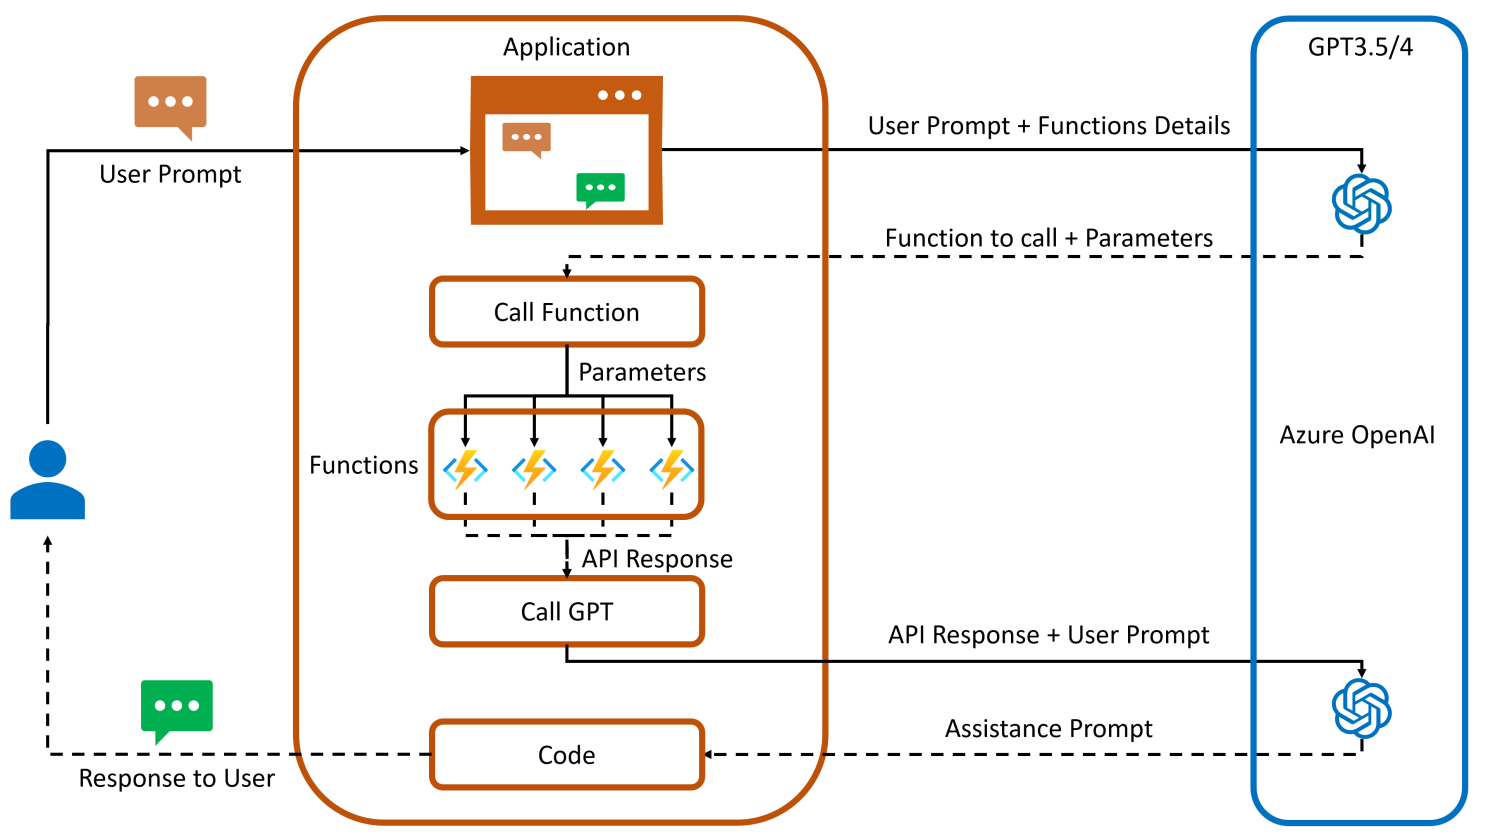 Application
GPT3.5/4
User Prompt + Functions Details
User Prompt
Function to call + Parameters
Call Function
Parameters
Azure OpenAI
Functions
API Response
Call GPT
API Response + User Prompt
Assistance Prompt
Code
Response to User